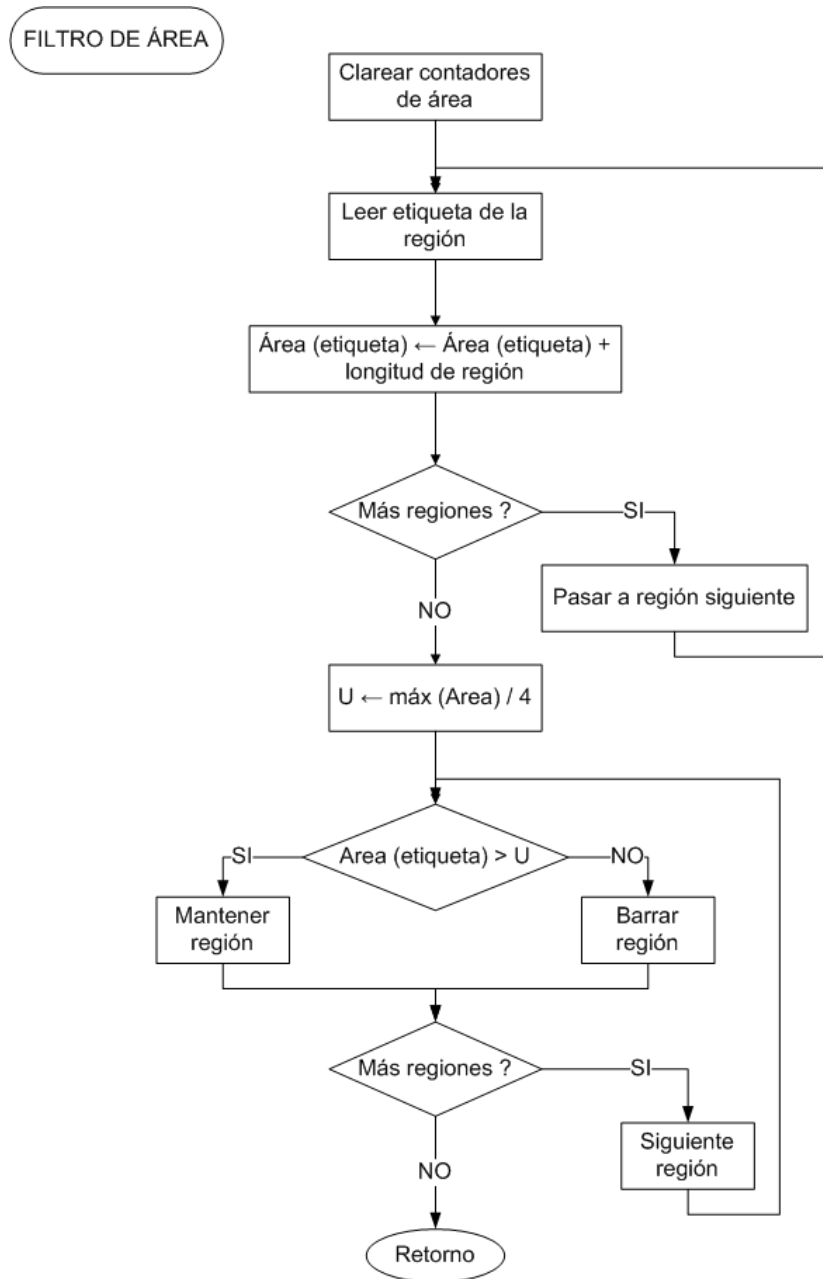 FILTRO DE ÁREA
Clarear contadores
de área
Leer etiqueta de la
región
Área (etiqueta) ← Área (etiqueta) +
longitud de región
Más regiones ?
SI
Pasar a región siguiente
NO
U ← máx (Area) / 4
Area (etiqueta) > U
SI
NO
Mantener
región
Barrar
región
Más regiones ?
SI
Siguiente
región
NO
Retorno